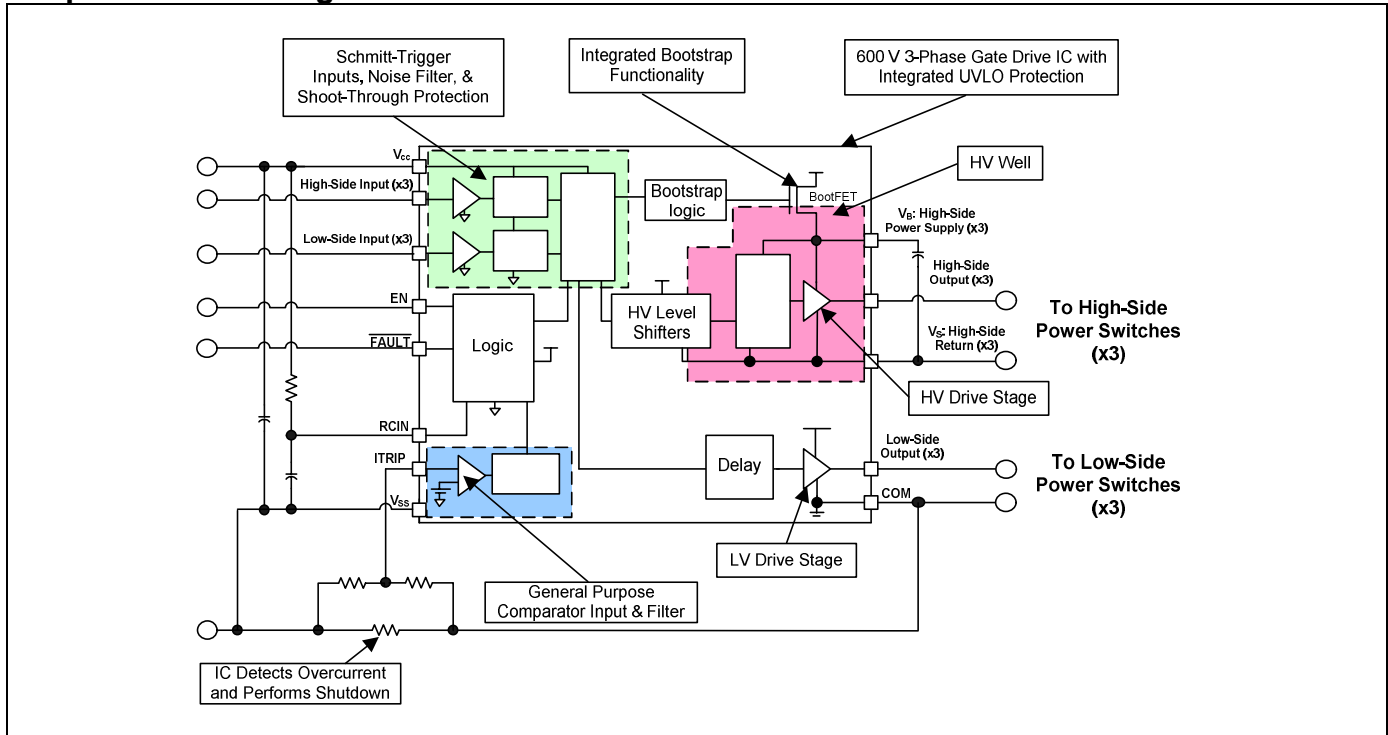 Schmitt-Trigger
Inputs, Noise Filter, &
Shoot-Through Protection
Integrated Bootstrap
Functionality
600 V 3-Phase Gate Drive IC with
Integrated UVLO Protection
HV Well
Vcc
High-Side Input (x3)
Low-Side Input (x3)
EN
FAULT
RCIN
ITRIP
VSS
Bootstrap
logic
BootFET
HV Level
Shifters
Logic
Delay
VB: High-Side
Power Supply (x3)
High-Side
Output (x3)
VS: High-Side
Return (x3)
To High-Side
Power Switches
(x3)
HV Drive Stage
Low-Side
Output (x3)
COM
To Low-Side
Power Switches
(x3)
LV Drive Stage
General Purpose
Comparator Input & Filter
IC Detects Overcurrent
and Performs Shutdown